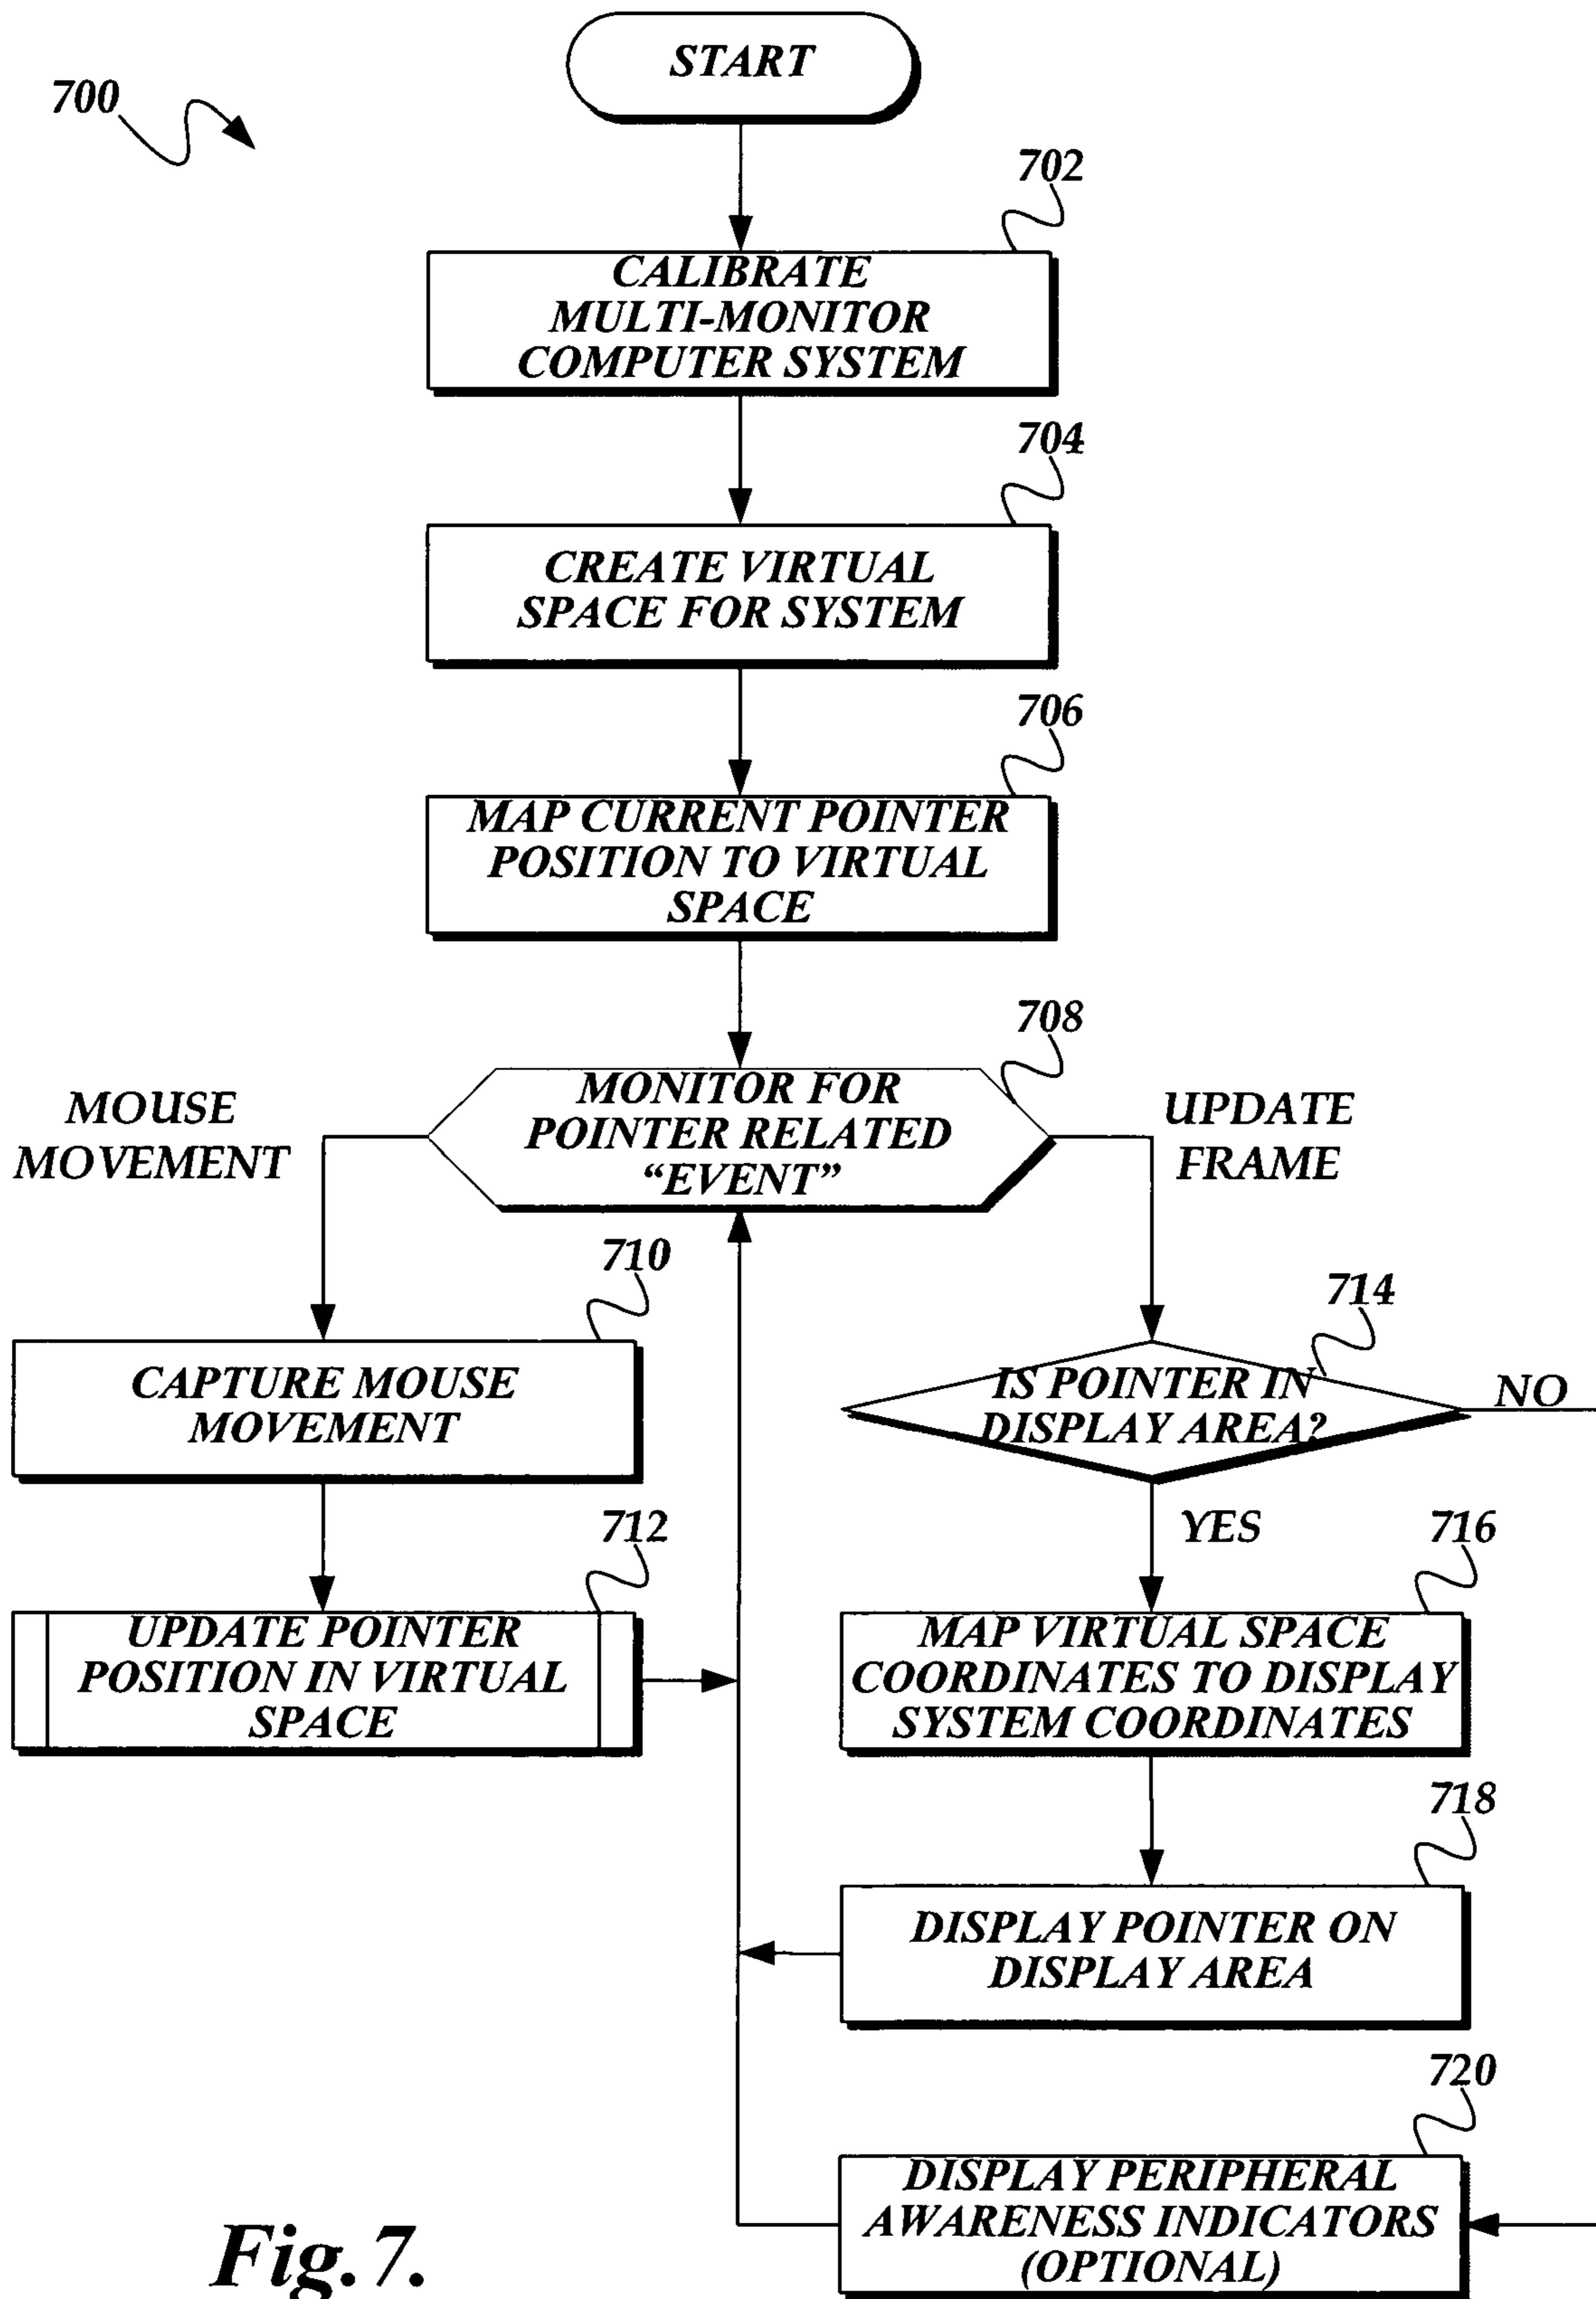 START
700
702
CALIBRATE
MULTI-MONITOR
COMPUTER SYSTEM
704
CREATE VIRTUAL
SPACE FOR SYSTEM
706
MAP CURRENT POINTER
POSITION TO VIRTUAL
SPACE
708
MONITOR FOR
POINTER RELATED
“EVENT”
MOUSE
MOVEMENT
UPDATE
FRAME
710
CAPTURE MOUSE
MOVEMENT
712
UPDATE POINTER
POSITION IN VIRTUAL
SPACE
714
IS POINTER IN
DISPLAY AREA?
NO
YES
716
MAP VIRTUAL SPACE
COORDINATES TO DISPLAY
SYSTEM COORDINATES
718
DISPLAY POINTER ON
DISPLAY AREA
720
DISPLAY PERIPHERAL
AWARENESS INDICATORS
(OPTIONAL)
Fig.7.